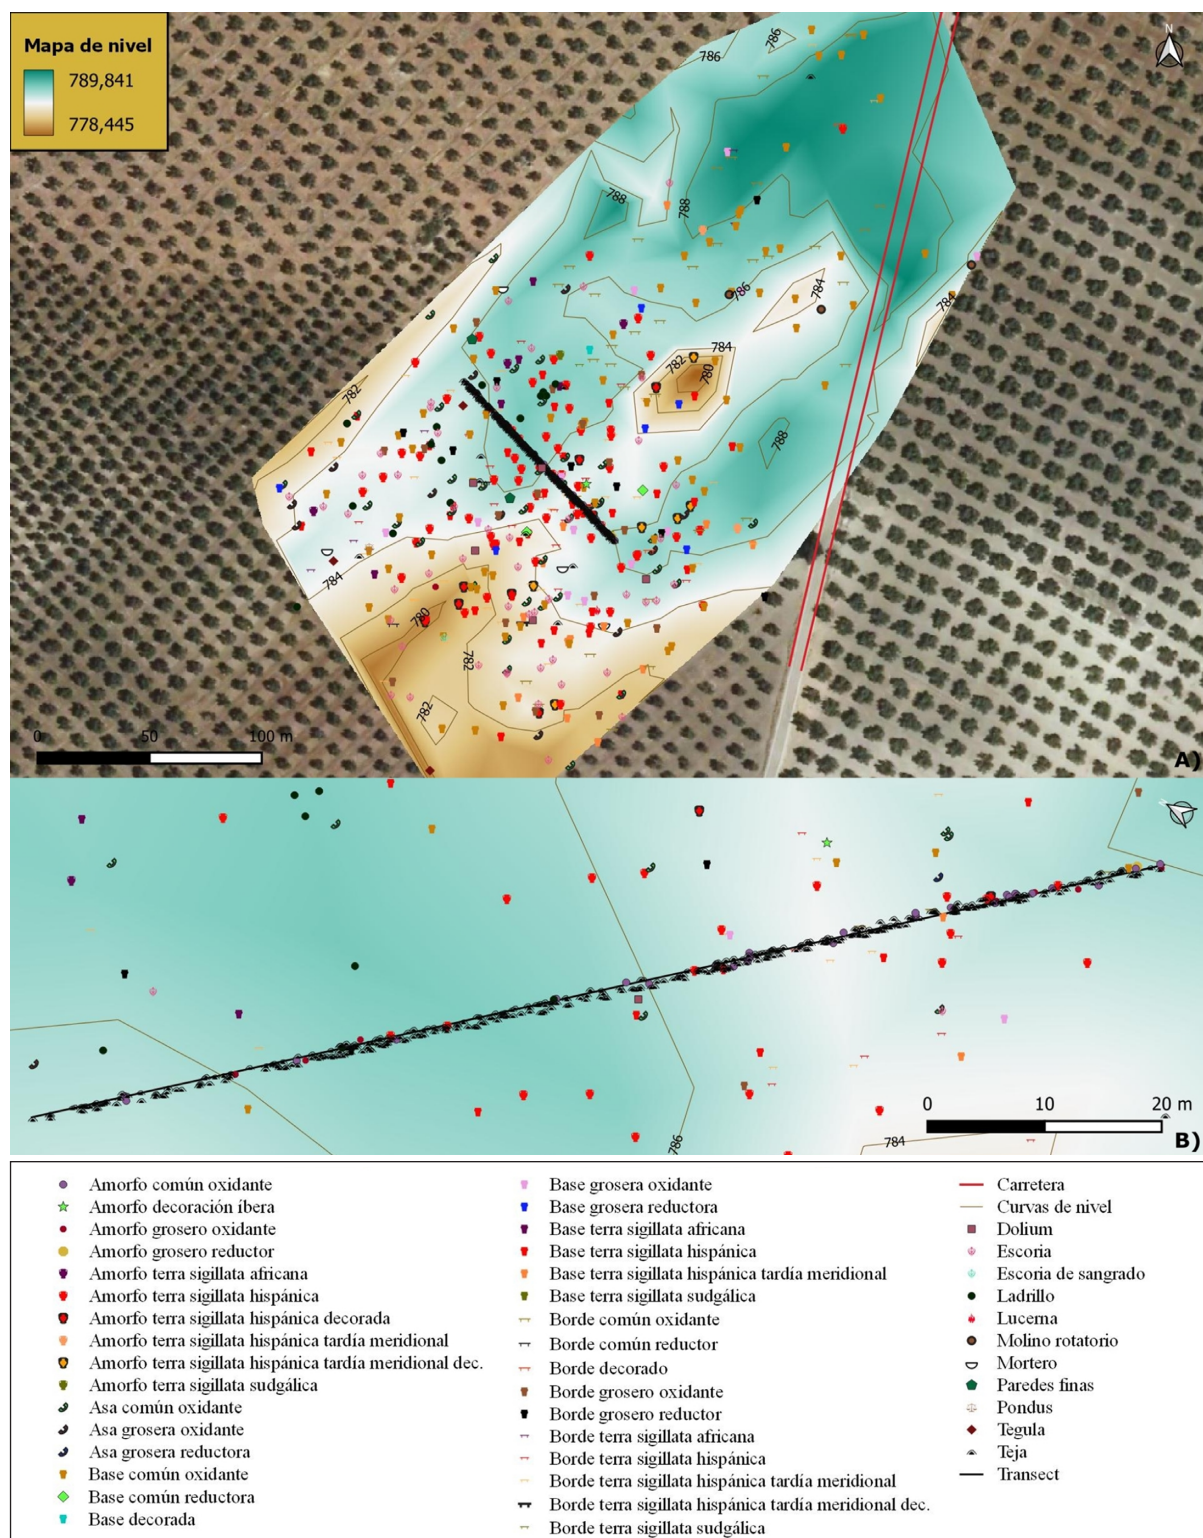 Mapa de nivel
789,841
778,445
N
786
786
788
788
786
784
784
784
782
780
782
788
784
780
782
782
0
50
100 m
A)
786
784
0
10
20 m
B)
Amorfo común oxidante
Amorfo decoración íbera
Amorfo grosero oxidante
Amorfo grosero reductor
Amorfo terra sigillata africana
Amorfo terra sigillata hispánica
Amorfo terra sigillata hispánica decorada
Amorfo terra sigillata hispánica tardía meridional
Amorfo terra sigillata hispánica tardía meridional dec.
Amorfo terra sigillata sudgálica
Asa común oxidante
Asa grosera oxidante
Asa grosera reductora
Base común oxidante
Base común reductora
Base decorada
Base grosera oxidante
Base grosera reductora
Base terra sigillata africana
Base terra sigillata hispánica
Base terra sigillata hispánica tardía meridional
Base terra sigillata sudgálica
Borde común oxidante
Borde común reductor
Borde decorado
Borde grosero oxidante
Borde grosero reductor
Borde terra sigillata africana
Borde terra sigillata hispánica
Borde terra sigillata hispánica tardía meridional
Borde terra sigillata hispánica tardía meridional dec.
Borde terra sigillata sudgálica
Carretera
Curvas de nivel
Dolium
Escoria
Escoria de sangrado
Ladrillo
Lucerna
Molino rotatorio
Mortero
Paredes finas
Pondus
Tegula
Teja
Transect